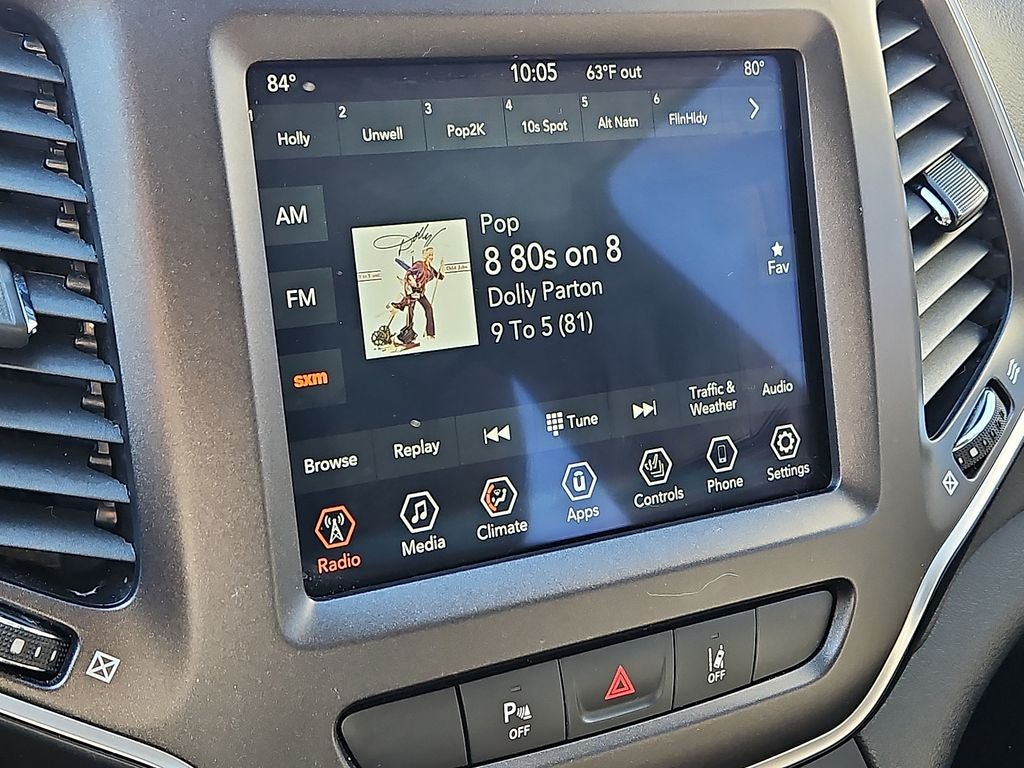 84° 10:05 63°F out 80°
1 Holly 2 Unwell 3 Pop2K 4 10s Spot 5 Alt Natn 6 FllnHldy
AM
FM
sxm
Dolly
Pop
8 80s on 8
Dolly Parton
9 To 5 (81)
Fav
Browse Replay Tune Traffic & Weather Audio
Radio Media Climate Apps Controls Phone Settings
P OFF
OFF